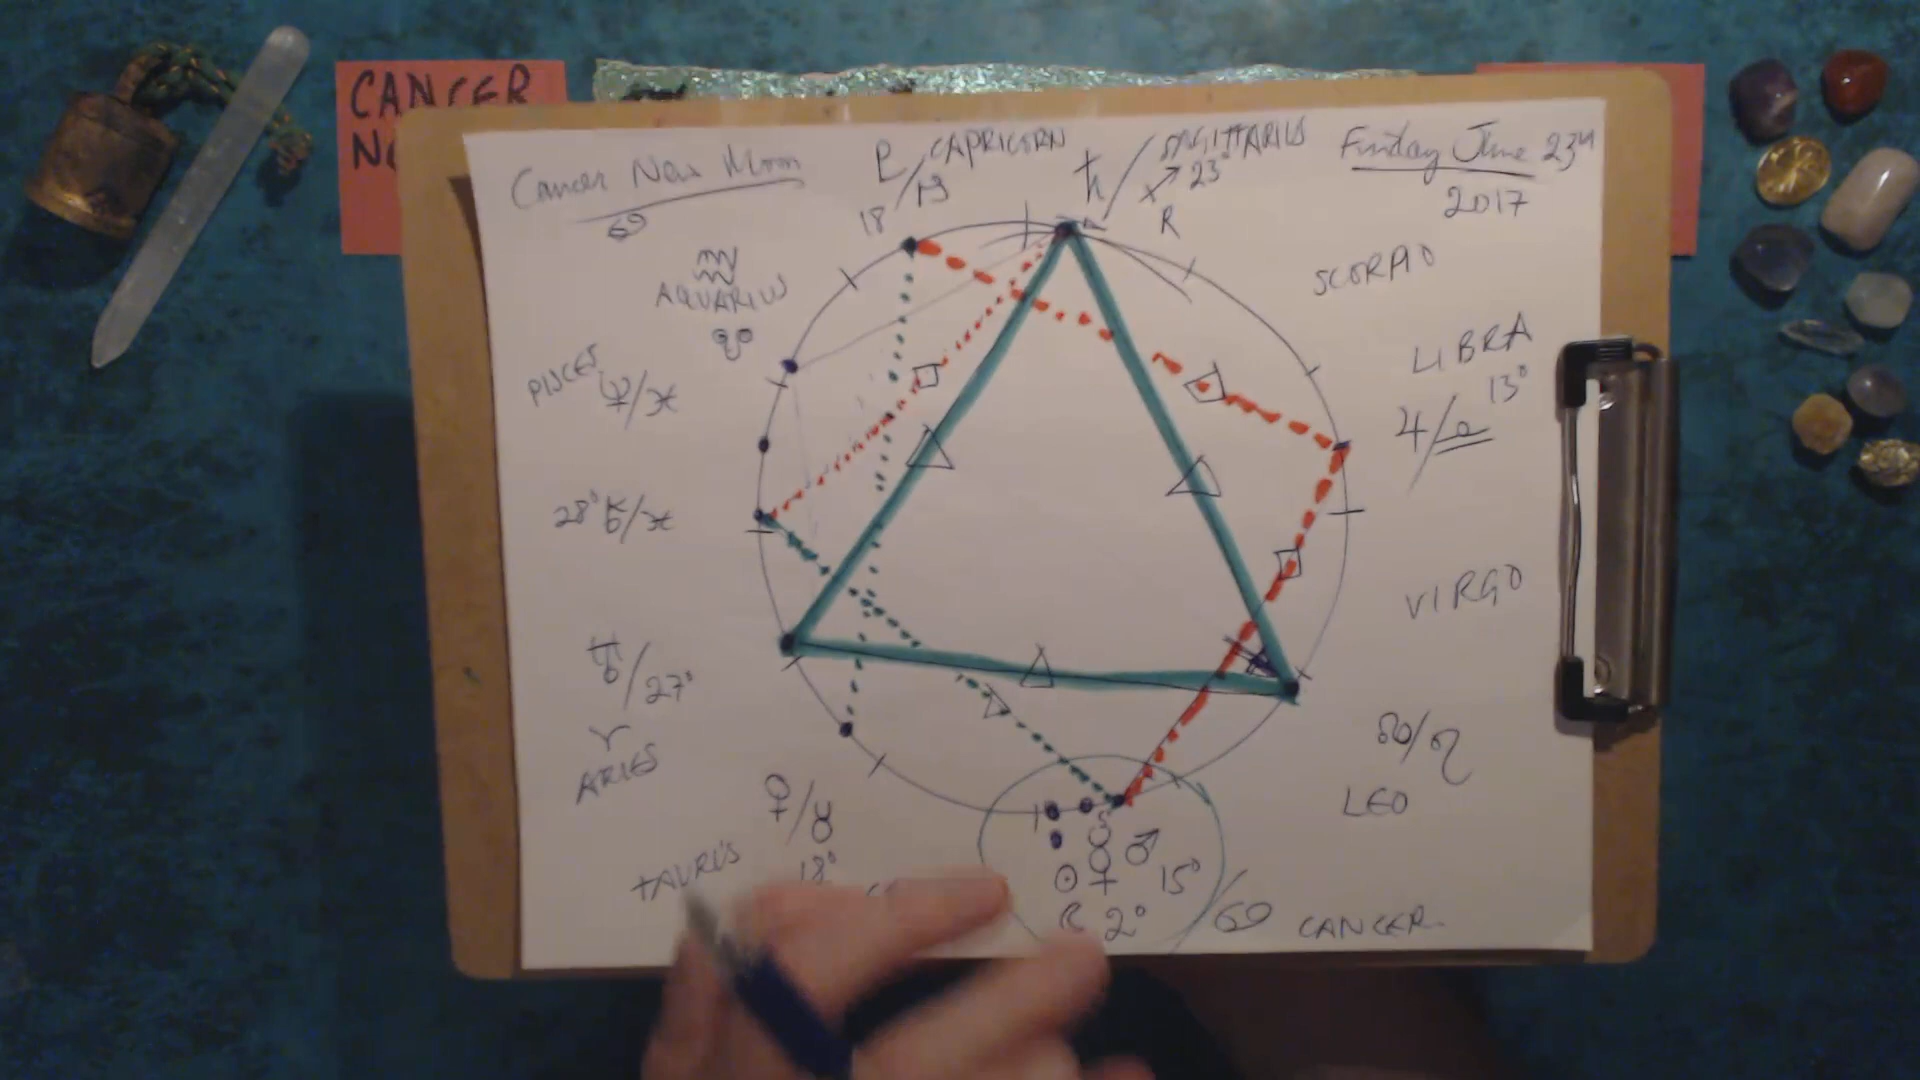 CANCER
Cancer New Moon
♋
P/CAPRICORN
18/♑
♄/SAGITTARIUS
♐ 23°
R
Friday June 23rd
2017
♒
AQUARIUS
SCORPIO
LIBRA
13°
♃/♎
PISCES
♆/♓
28° ⚷/♓
VIRGO
♅/27°
♈
ARIES
☊/♌
LEO
♀/♉
18°
TAURUS
☿ ♂
☉ 15°
☾ 2°
/♋ CANCER.